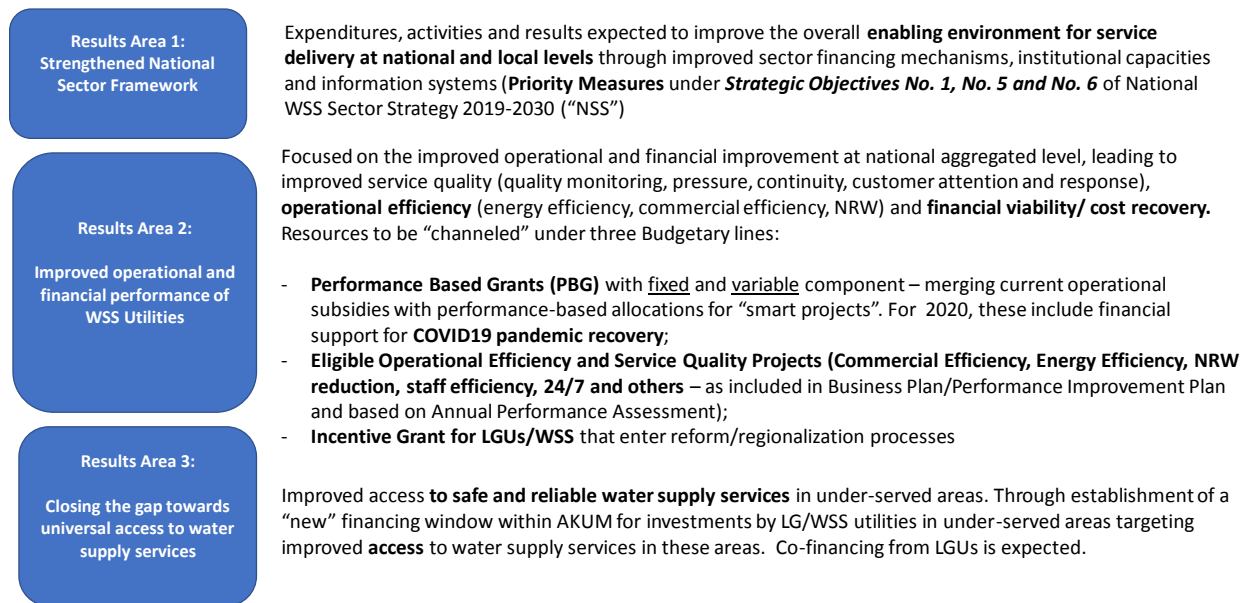 Results Area 1:
Strengthened National
Sector Framework
Expenditures, activities and results expected to improve the overall enabling environment for service
delivery at national and local levels through improved sector financing mechanisms, institutional capacities
and information systems (Priority Measures under Strategic Objectives No. 1, No. 5 and No. 6 of National
WSS Sector Strategy 2019-2030 (“NSS”)
Results Area 2:
Improved operational and
financial performance of
WSS Utilities
Focused on the improved operational and financial improvement at national aggregated level, leading to
improved service quality (quality monitoring, pressure, continuity, customer attention and response),
operational efficiency (energy efficiency, commercial efficiency, NRW) and financial viability/ cost recovery.
Resources to be “channeled” under three Budgetary lines:
- Performance Based Grants (PBG) with fixed and variable component – merging current operational
subsidies with performance-based allocations for “smart projects”. For 2020, these include financial
support for COVID19 pandemic recovery;
- Eligible Operational Efficiency and Service Quality Projects (Commercial Efficiency, Energy Efficiency, NRW
reduction, staff efficiency, 24/7 and others – as included in Business Plan/Performance Improvement Plan
and based on Annual Performance Assessment);
- Incentive Grant for LGUs/WSS that enter reform/regionalization processes
Results Area 3:
Closing the gap towards
universal access to water
supply services
Improved access to safe and reliable water supply services in under-served areas. Through establishment of a
“new” financing window within AKUM for investments by LG/WSS utilities in under-served areas targeting
improved access to water supply services in these areas. Co-financing from LGUs is expected.